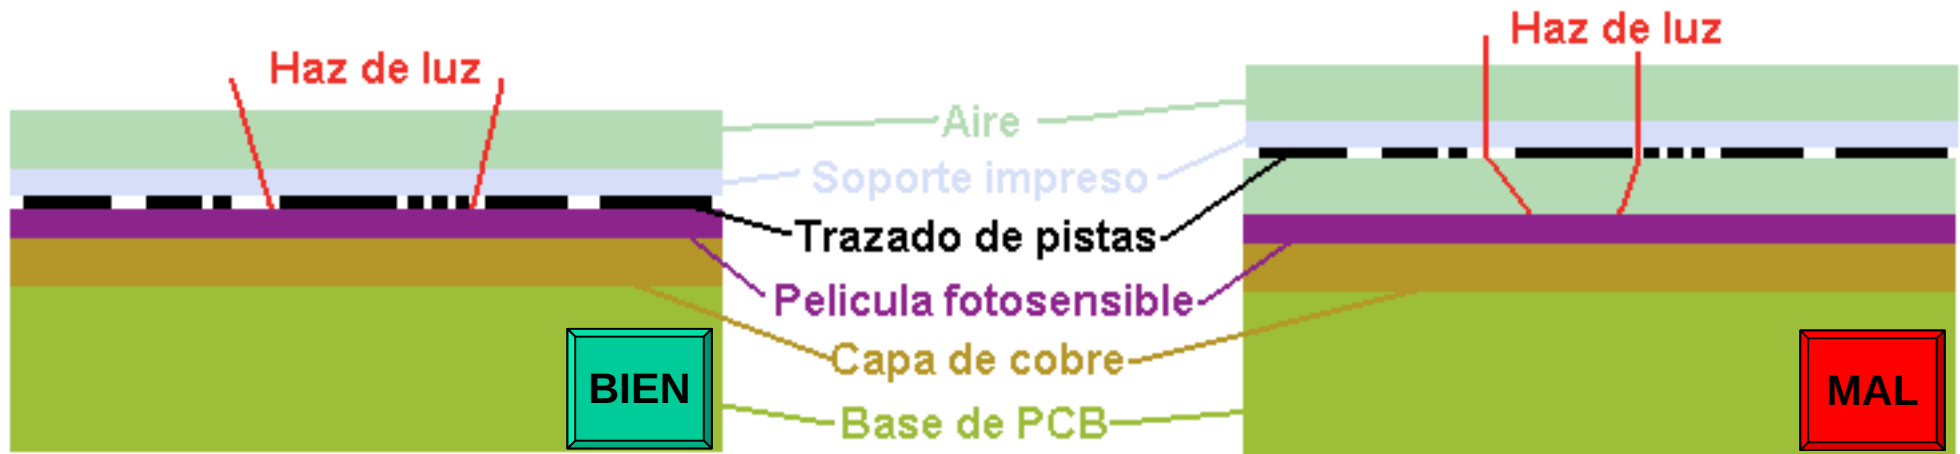 Haz de luz
Haz de luz
Aire
Soporte impreso
Trazado de pistas
Pelicula fotosensible
Capa de cobre
Base de PCB
BIEN
MAL